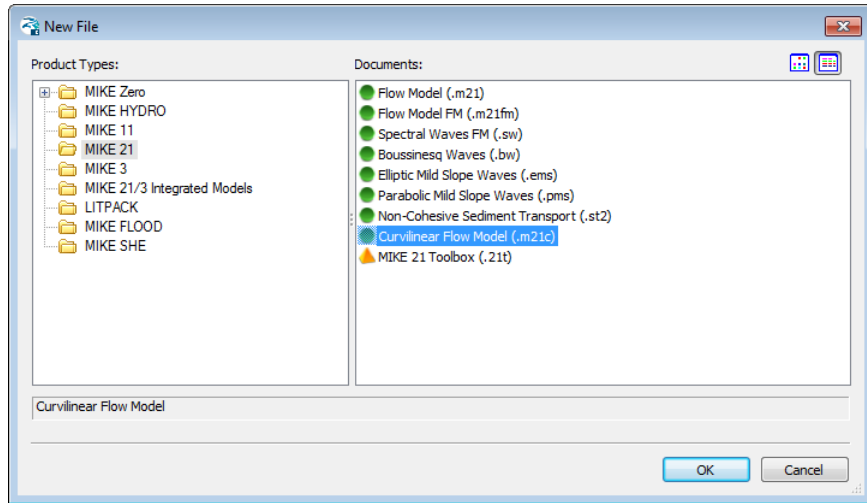 New File
Product Types:
MIKE Zero
MIKE HYDRO
MIKE 11
MIKE 21
MIKE 3
MIKE 21/3 Integrated Models
LITPACK
MIKE FLOOD
MIKE SHE
Documents:
Flow Model (.m21)
Flow Model FM (.m21fm)
Spectral Waves FM (.sw)
Boussinesq Waves (.bw)
Elliptic Mild Slope Waves (.ems)
Parabolic Mild Slope Waves (.pms)
Non-Cohesive Sediment Transport (.st2)
Curvilinear Flow Model (.m21c)
MIKE 21 Toolbox (.21t)
Curvilinear Flow Model
OK
Cancel